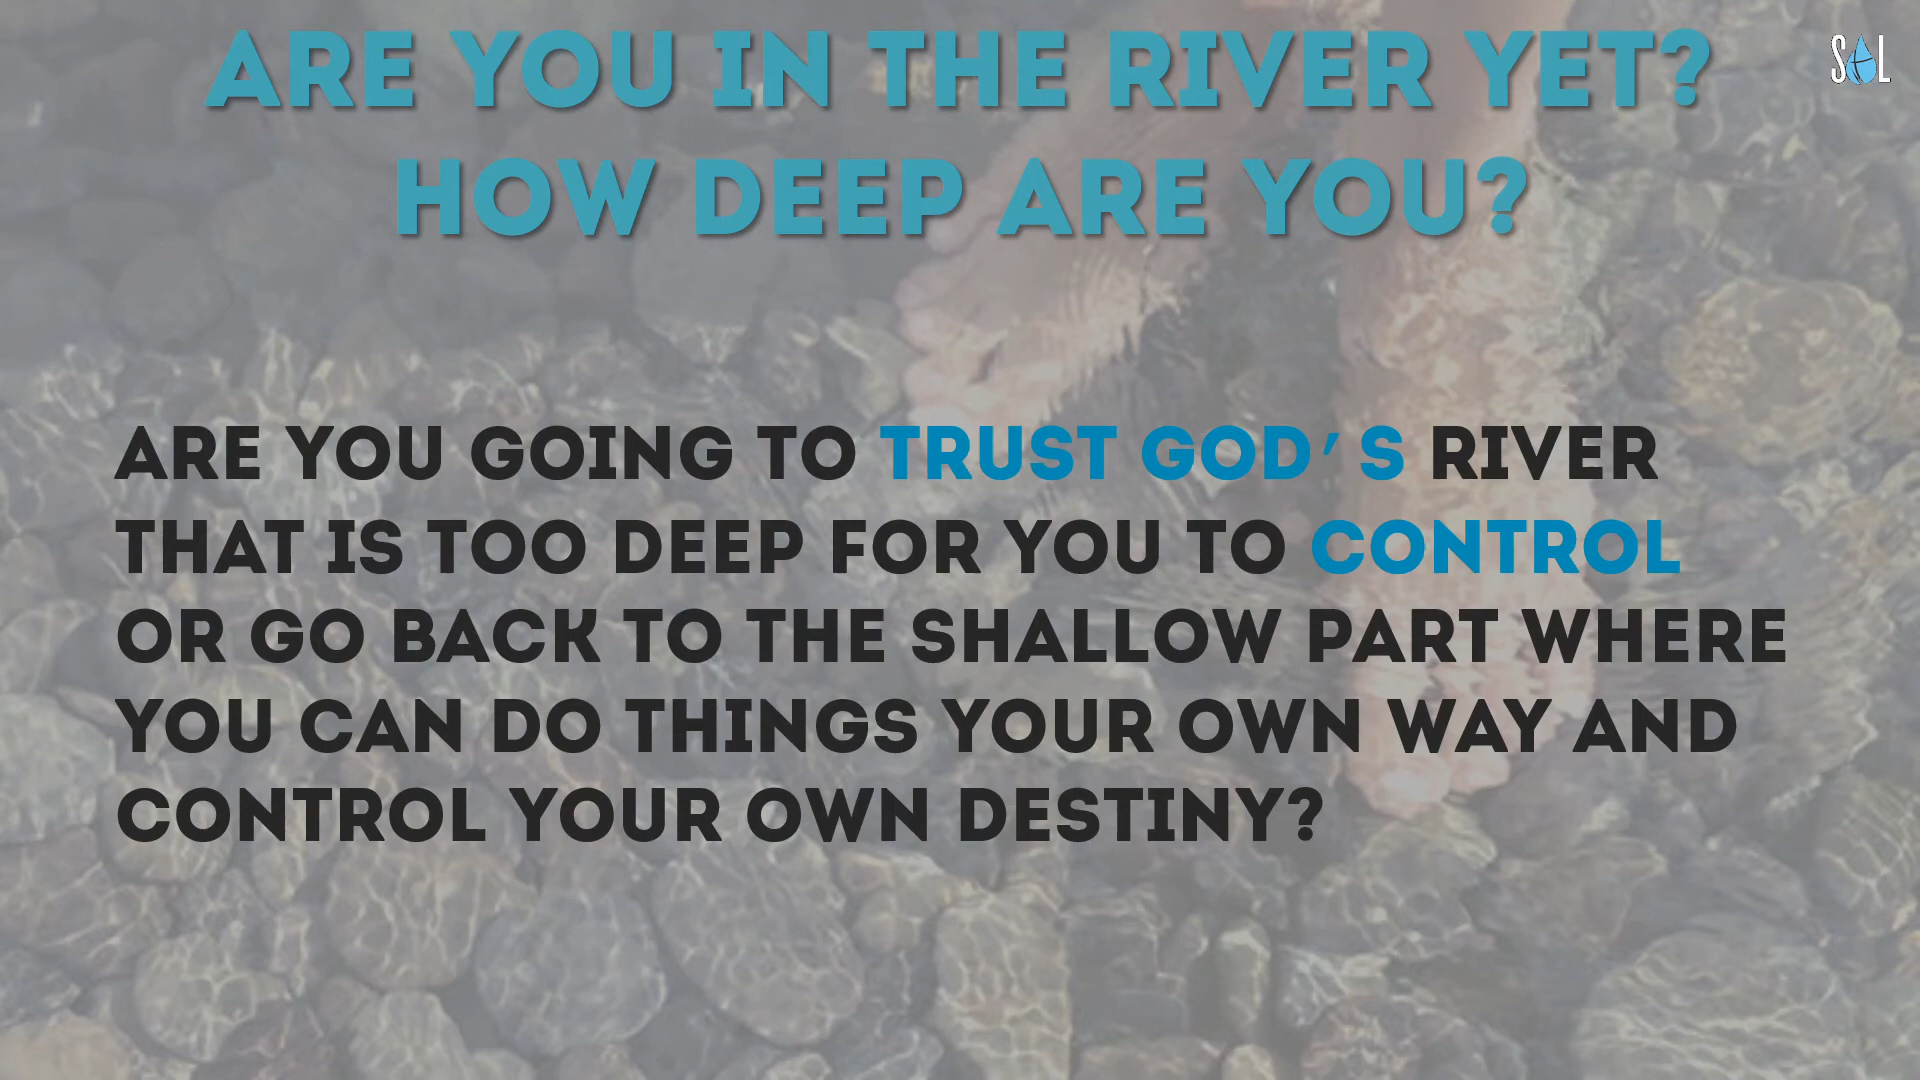 ARE YOU IN THE RIVER YET?
HOW DEEP ARE YOU?
SOL
ARE YOU GOING TO TRUST GOD'S RIVER
THAT IS TOO DEEP FOR YOU TO CONTROL
OR GO BACK TO THE SHALLOW PART WHERE
YOU CAN DO THINGS YOUR OWN WAY AND
CONTROL YOUR OWN DESTINY?